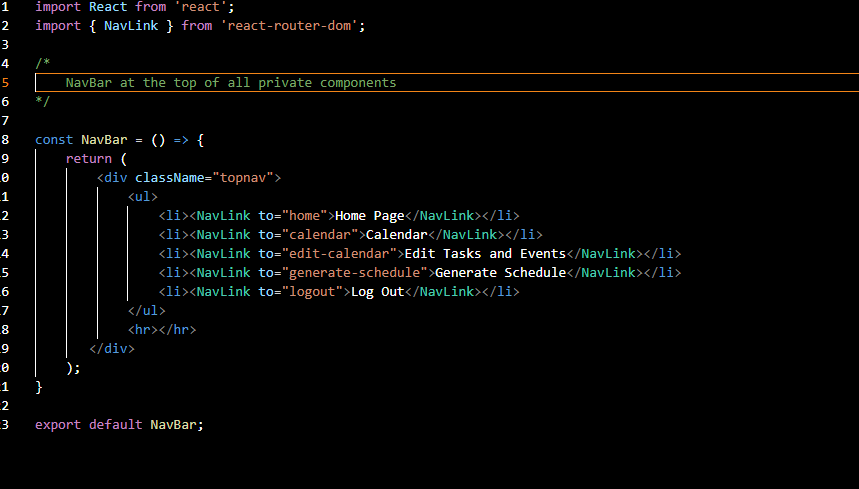 1 import React from 'react';
2 import { NavLink } from 'react-router-dom';
3
4 /*
5 NavBar at the top of all private components
6 */
7
8 const NavBar = () => {
9 return (
.0 <div className="topnav">
.1 <ul>
.2 <li><NavLink to="home">Home Page</NavLink></li>
.3 <li><NavLink to="calendar">Calendar</NavLink></li>
.4 <li><NavLink to="edit-calendar">Edit Tasks and Events</NavLink></li>
.5 <li><NavLink to="generate-schedule">Generate Schedule</NavLink></li>
.6 <li><NavLink to="logout">Log Out</NavLink></li>
.7 </ul>
.8 <hr></hr>
.9 </div>
.0 );
.1 }
.2
.3 export default NavBar;